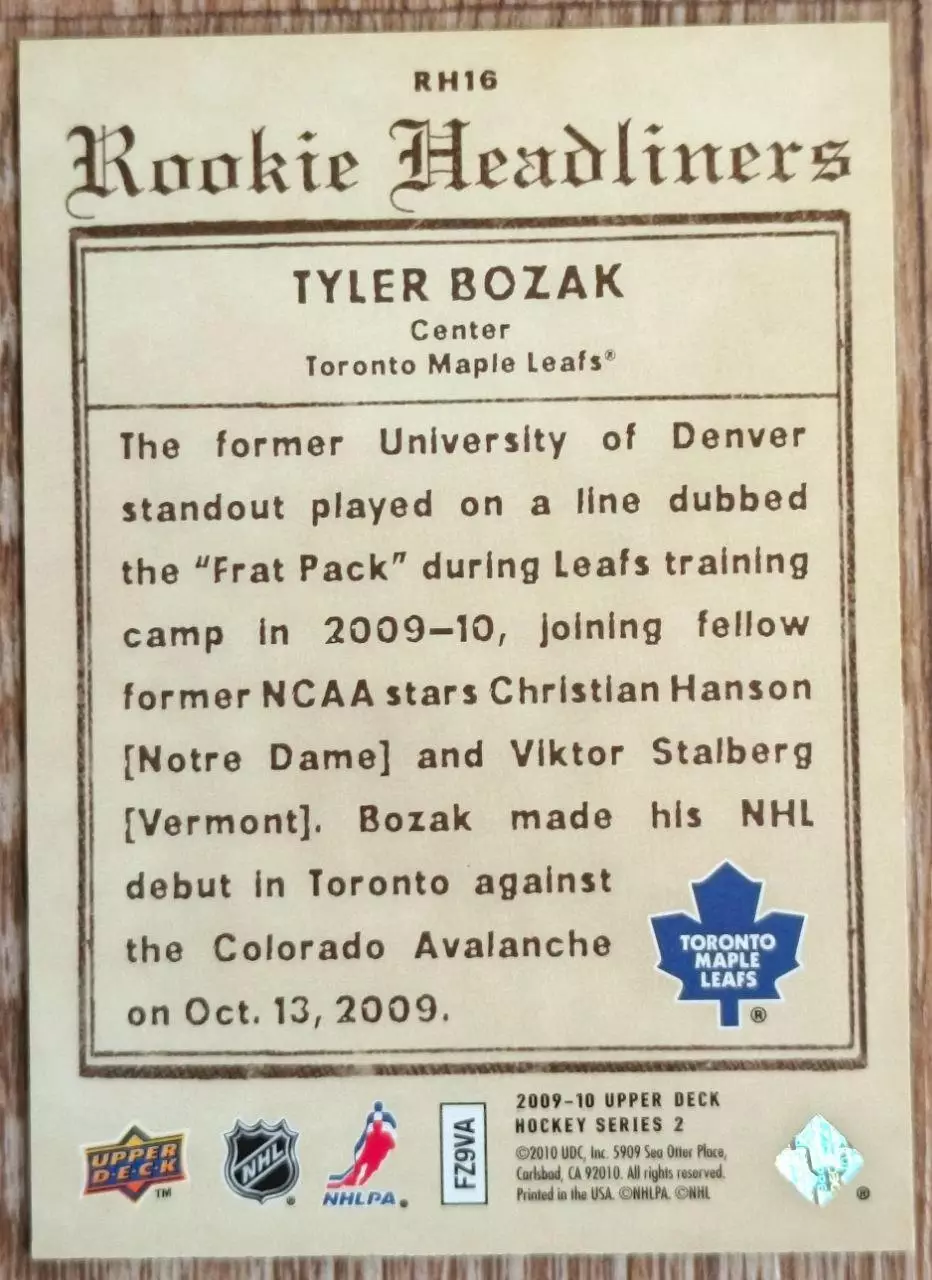 RH16
Rookie Headliners
TYLER BOZAK
Center
Toronto Maple Leafs®
The former University of Denver
standout played on a line dubbed
the "Frat Pack" during Leafs training
camp in 2009–10, joining fellow
former NCAA stars Christian Hanson
[Notre Dame] and Viktor Stalberg
[Vermont]. Bozak made his NHL
debut in Toronto against
the Colorado Avalanche
on Oct. 13, 2009.
TORONTO
MAPLE
LEAFS
®
UPPER
D·E·C·K
™
NHL
®
NHLPA®
FZ9VA
2009-10 UPPER DECK
HOCKEY SERIES 2
©2010 UDC, Inc. 5909 Sea Otter Place,
Carlsbad, CA 92010. All rights reserved.
Printed in the USA. ©NHLPA. ©NHL
®